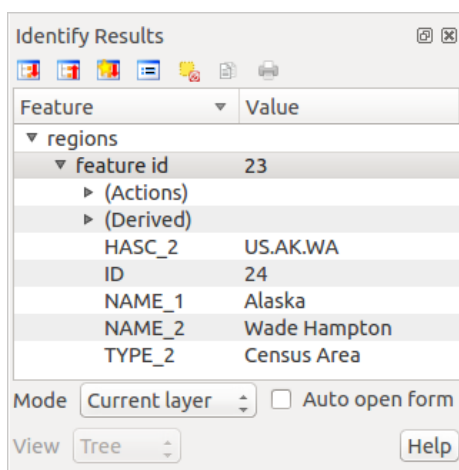 Identify Results
Feature Value
regions
feature id 23
(Actions)
(Derived)
HASC_2 US.AK.WA
ID 24
NAME_1 Alaska
NAME_2 Wade Hampton
TYPE_2 Census Area
Mode Current layer Auto open form
View Tree Help